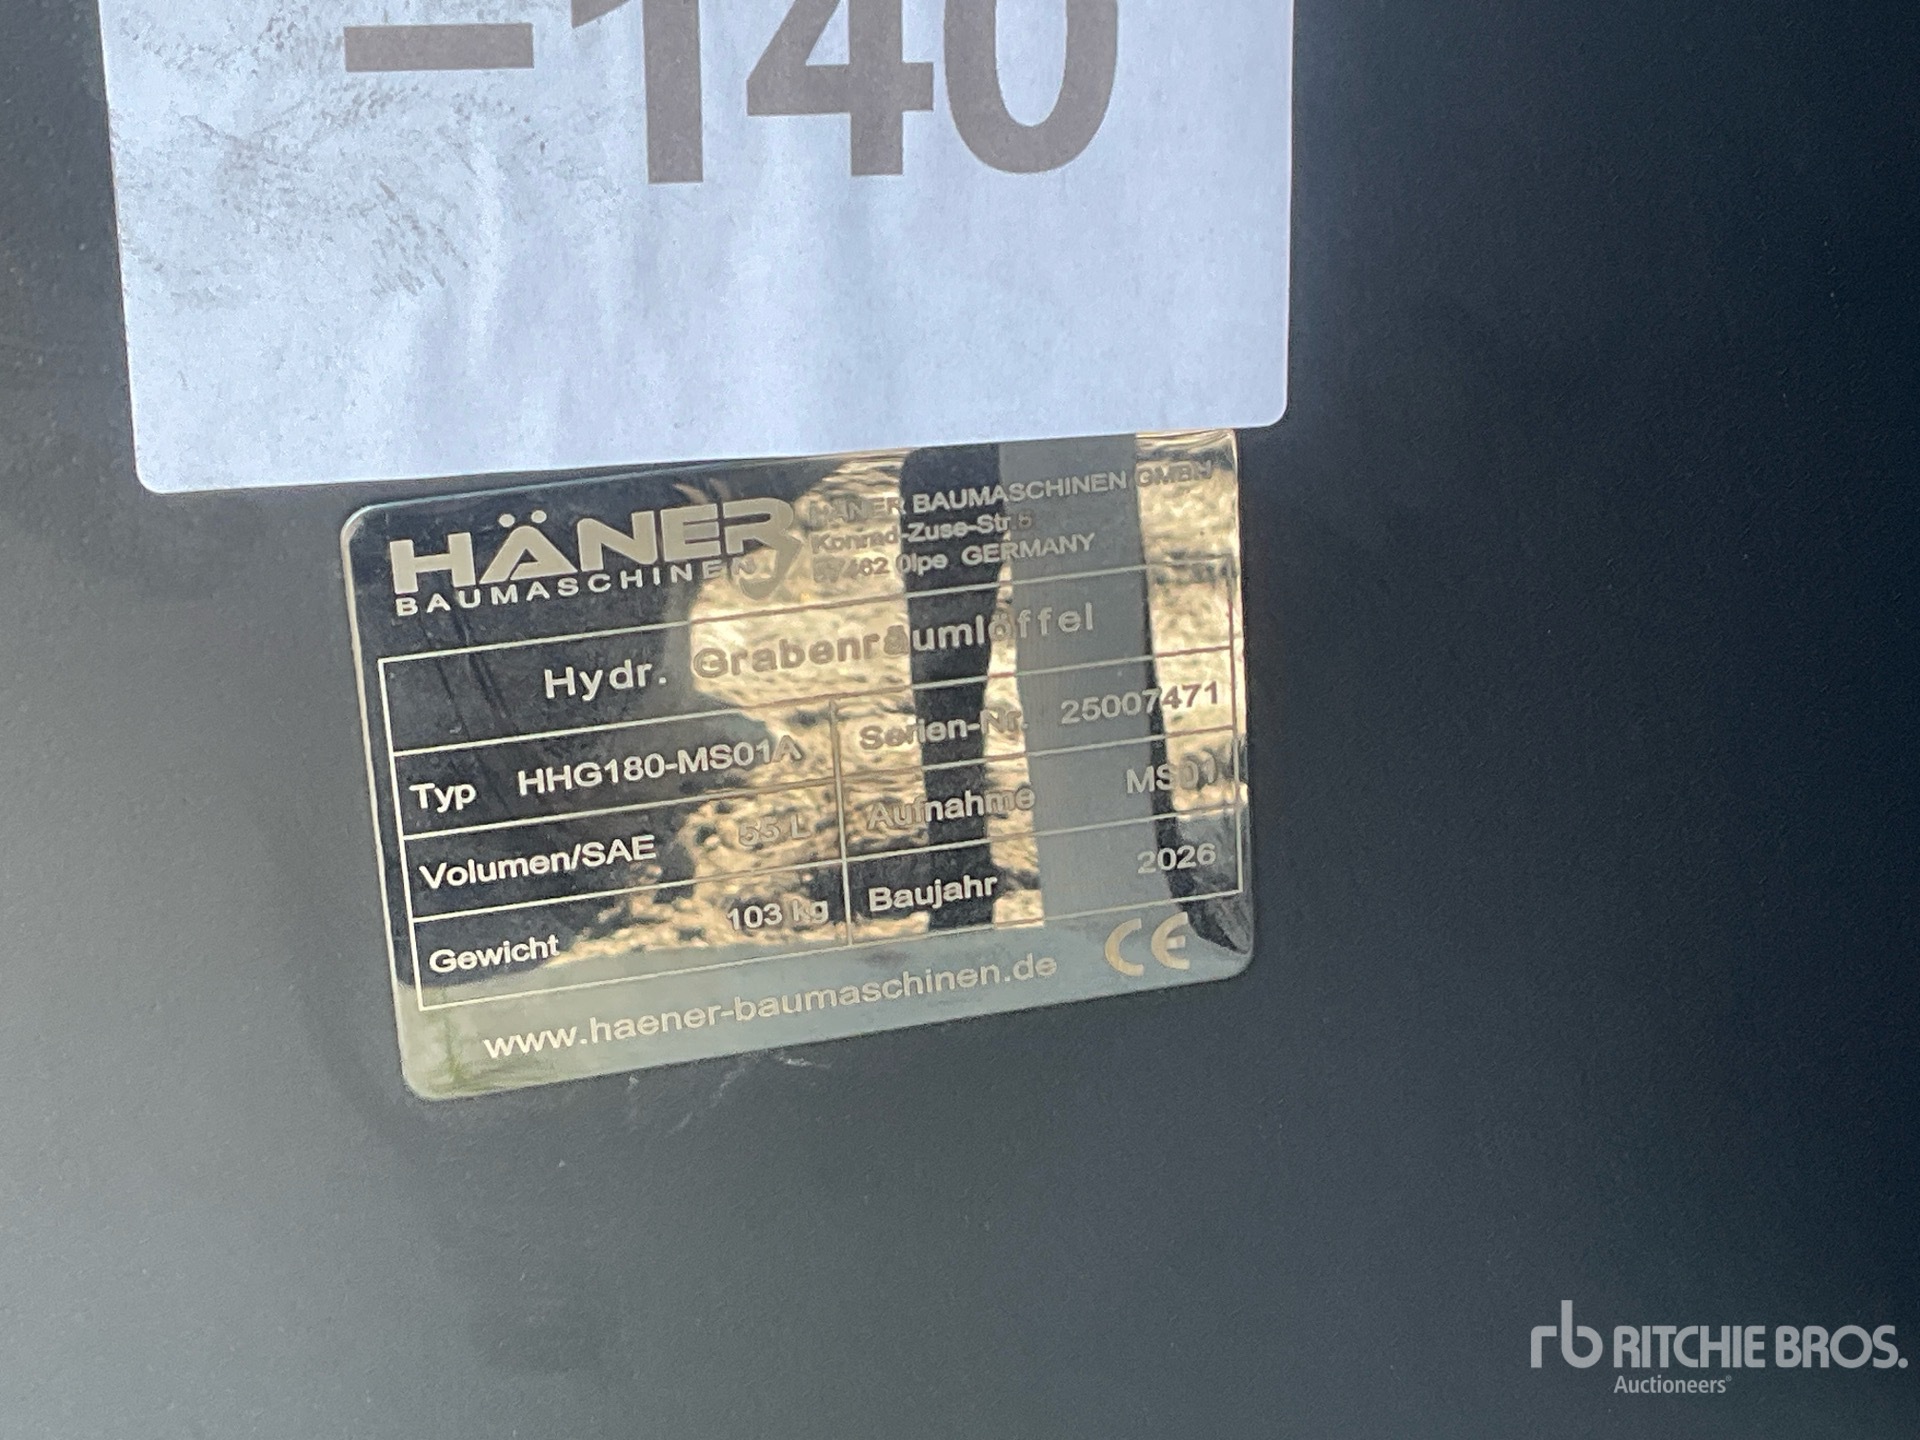 -140
HÄNER
BAUMASCHINEN
HÄNER BAUMASCHINEN GMBH
Konrad-Zuse-Str.5
57462 Olpe GERMANY
Hydr. Grabenräumlöffel
Typ HHG180-MS01A Serien-Nr. 25007471
Volumen/SAE 55 L Aufnahme MS01
Gewicht 103 kg Baujahr 2026
www.haener-baumaschinen.de CE
rb RITCHIE BROS.
Auctioneers®